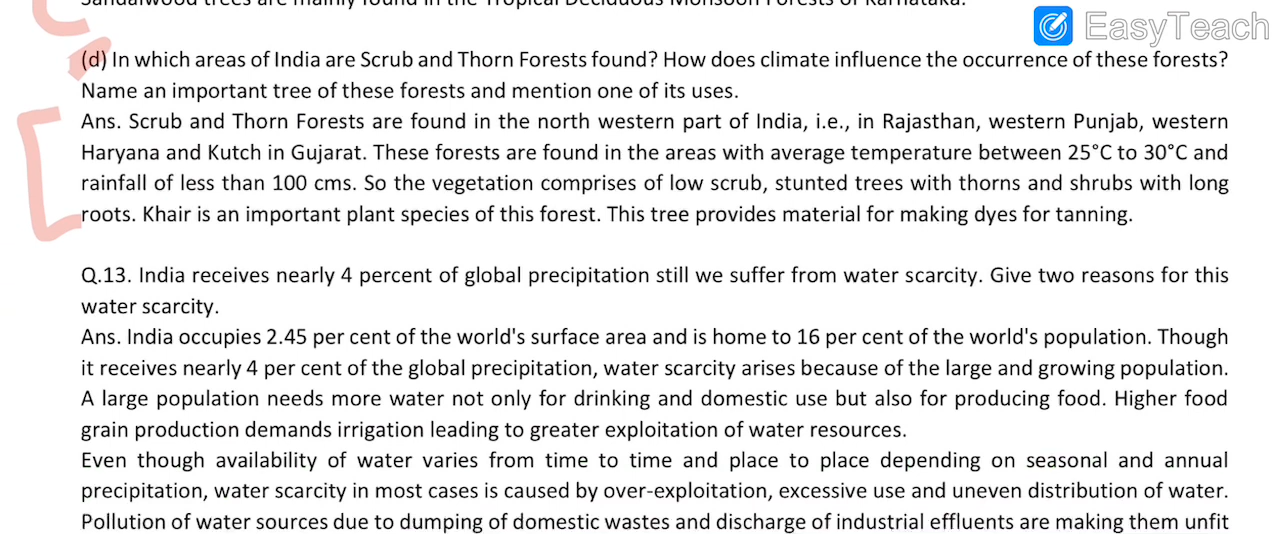 Sandalwood trees are mainly found in the Tropical Deciduous Monsoon Forests of Karnataka.
EasyTeach
(d) In which areas of India are Scrub and Thorn Forests found? How does climate influence the occurrence of these forests?
Name an important tree of these forests and mention one of its uses.
Ans. Scrub and Thorn Forests are found in the north western part of India, i.e., in Rajasthan, western Punjab, western
Haryana and Kutch in Gujarat. These forests are found in the areas with average temperature between 25°C to 30°C and
rainfall of less than 100 cms. So the vegetation comprises of low scrub, stunted trees with thorns and shrubs with long
roots. Khair is an important plant species of this forest. This tree provides material for making dyes for tanning.
Q.13. India receives nearly 4 percent of global precipitation still we suffer from water scarcity. Give two reasons for this
water scarcity.
Ans. India occupies 2.45 per cent of the world's surface area and is home to 16 per cent of the world's population. Though
it receives nearly 4 per cent of the global precipitation, water scarcity arises because of the large and growing population.
A large population needs more water not only for drinking and domestic use but also for producing food. Higher food
grain production demands irrigation leading to greater exploitation of water resources.
Even though availability of water varies from time to time and place to place depending on seasonal and annual
precipitation, water scarcity in most cases is caused by over-exploitation, excessive use and uneven distribution of water.
Pollution of water sources due to dumping of domestic wastes and discharge of industrial effluents are making them unfit